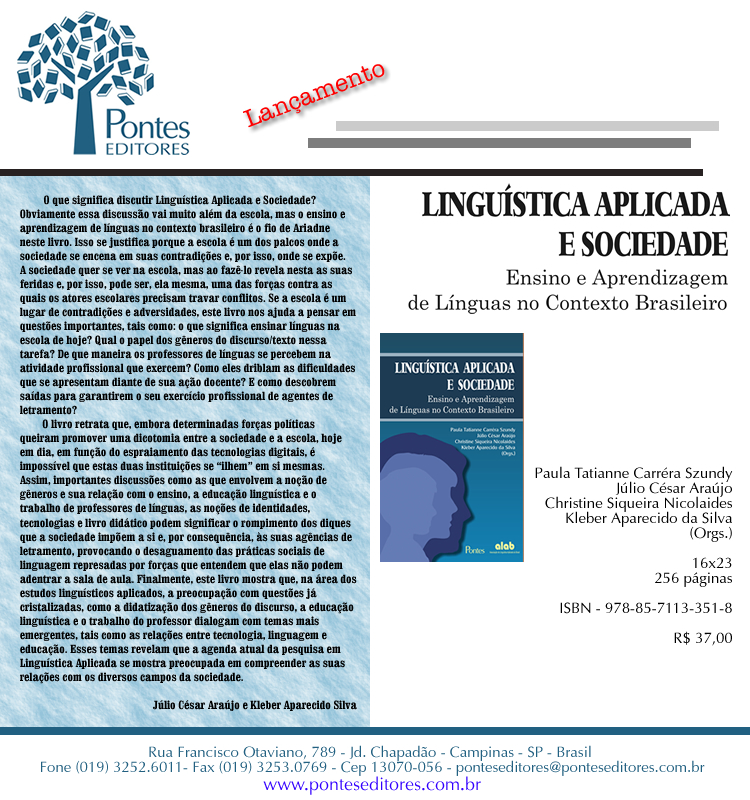 Pontes
EDITORES
Lançamento
O que significa discutir Linguística Aplicada e Sociedade?
Obviamente essa discussão vai muito além da escola, mas o ensino e
aprendizagem de línguas no contexto brasileiro é o fio de Ariadne
neste livro. Isso se justifica porque a escola é um dos palcos onde a
sociedade se encena em suas contradições e, por isso, onde se expõe.
A sociedade quer se ver na escola, mas ao fazê-lo revela nesta as suas
feridas e, por isso, pode ser, ela mesma, uma das forças contra as
quais os atores escolares precisam travar conflitos. Se a escola é um
lugar de contradições e adversidades, este livro nos ajuda a pensar em
questões importantes, tais como: o que significa ensinar línguas na
escola de hoje? Qual o papel dos gêneros do discurso/texto nessa
tarefa? De que maneira os professores de línguas se percebem na
atividade profissional que exercem? Como eles driblam as dificuldades
que se apresentam diante de sua ação docente? E como descobrem
saídas para garantirem o seu exercício profissional de agentes de
letramento?
O livro retrata que, embora determinadas forças políticas
queiram promover uma dicotomia entre a sociedade e a escola, hoje
em dia, em função do espraiamento das tecnologias digitais, é
impossível que estas duas instituições se “ilhem” em si mesmas.
Assim, importantes discussões como as que envolvem a noção de
gêneros e sua relação com o ensino, a educação linguística e o
trabalho de professores de línguas, as noções de identidades,
tecnologias e livro didático podem significar o rompimento dos diques
que a sociedade impõem a si e, por consequência, às suas agências de
letramento, provocando o desaguamento das práticas sociais de
linguagem represadas por forças que entendem que elas não podem
adentrar a sala de aula. Finalmente, este livro mostra que, na área dos
estudos linguísticos aplicados, a preocupação com questões já
cristalizadas, como a didatização dos gêneros do discurso, a educação
linguística e o trabalho do professor dialogam com temas mais
emergentes, tais como as relações entre tecnologia, linguagem e
educação. Esses temas revelam que a agenda atual da pesquisa em
Linguística Aplicada se mostra preocupada em compreender as suas
relações com os diversos campos da sociedade.
Júlio César Araújo e Kleber Aparecido Silva
LINGUÍSTICA APLICADA
E SOCIEDADE
Ensino e Aprendizagem
de Línguas no Contexto Brasileiro
LINGUÍSTICA APLICADA
E SOCIEDADE
Ensino e Aprendizagem
de Línguas no Contexto Brasileiro
Paula Tatianne Carréra Szundy
Júlio César Araújo
Christine Siqueira Nicolaides
Kleber Aparecido da Silva
(Orgs.)
Pontes
alab
Paula Tatianne Carréra Szundy
Júlio César Araújo
Christine Siqueira Nicolaides
Kleber Aparecido da Silva
(Orgs.)
16x23
256 páginas
ISBN - 978-85-7113-351-8
R$ 37,00
Rua Francisco Otaviano, 789 - Jd. Chapadão - Campinas - SP - Brasil
Fone (019) 3252.6011- Fax (019) 3253.0769 - Cep 13070-056 - ponteseditores@ponteseditores.com.br
www.ponteseditores.com.br